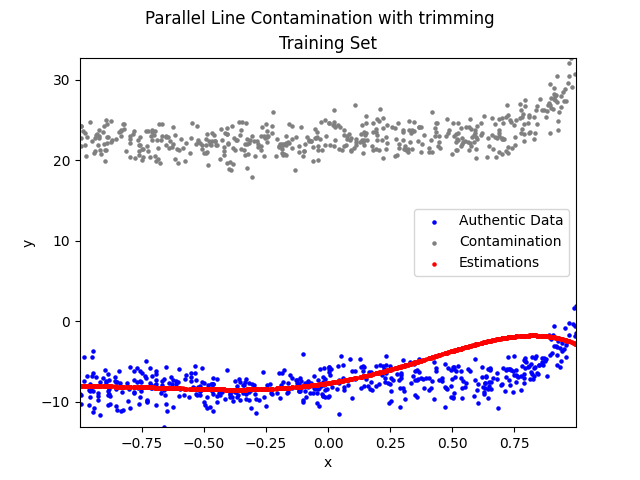 Parallel Line Contamination with trimming
Training Set
30
20
10
0
−10
y
Authentic Data
Contamination
Estimations
−0.75 −0.50 −0.25 0.00 0.25 0.50 0.75
x